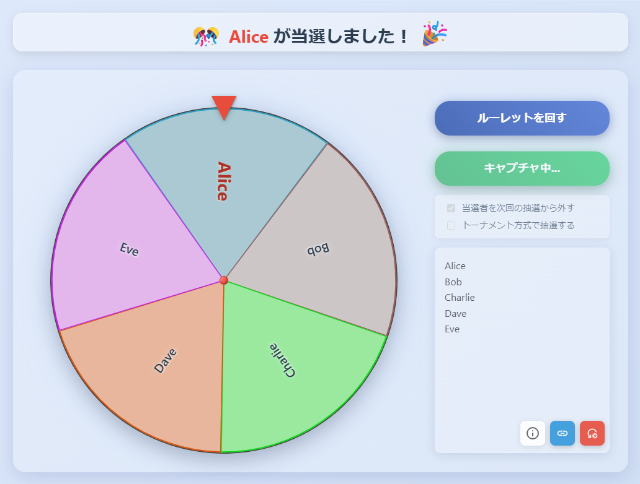 🎊 Alice が当選しました！ 🎉
Alice
Bob
Charlie
Dave
Eve
ルーレットを回す
キャプチャ中...
当選者を次回の抽選から外す
トーナメント方式で抽選する
Alice
Bob
Charlie
Dave
Eve